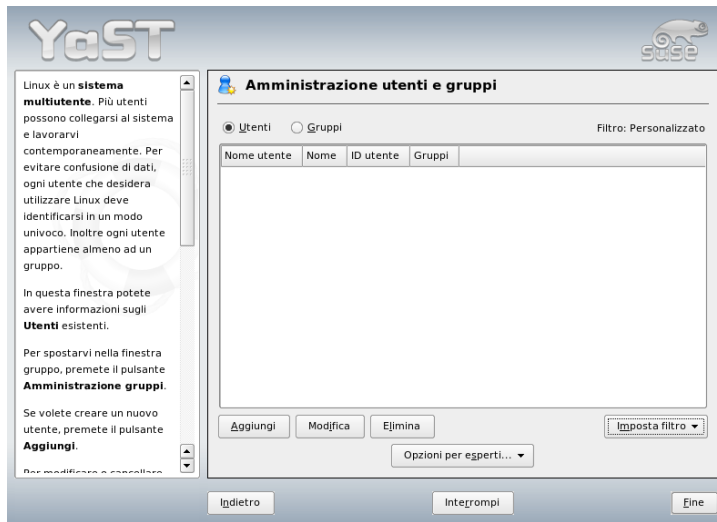 YaST
SUSE
Linux è un sistema
multiutente. Più utenti
possono collegarsi al sistema
e lavorarvi
contemporaneamente. Per
evitare confusione di dati,
ogni utente che desidera
utilizzare Linux deve
identificarsi in un modo
univoco. Inoltre ogni utente
appartiene almeno ad un
gruppo.
In questa finestra potete
avere informazioni sugli
Utenti esistenti.
Per spostarvi nella finestra
gruppo, premete il pulsante
Amministrazione gruppi.
Se volete creare un nuovo
utente, premete il pulsante
Aggiungi.
Per modificare o cancellare
Amministrazione utenti e gruppi
Utenti Gruppi Filtro: Personalizzato
Nome utente Nome ID utente Gruppi
Aggiungi Modifica Elimina Imposta filtro
Opzioni per esperti...
Indietro Interrompi Fine